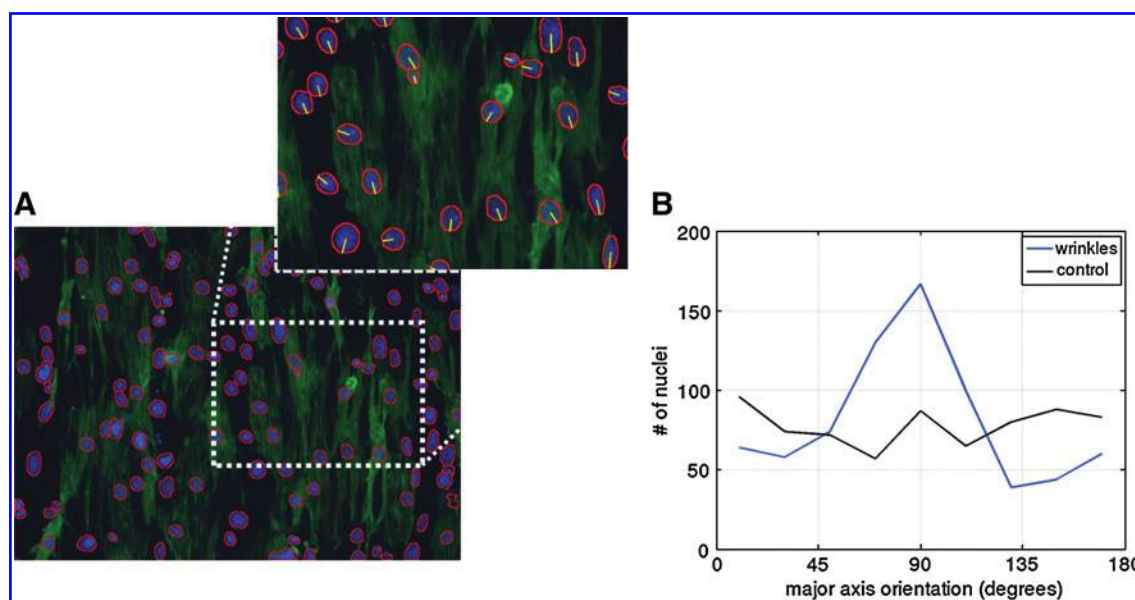 A
B
200
150
100
50
0
# of nuclei
wrinkles
control
0 45 90 135 180
major axis orientation (degrees)